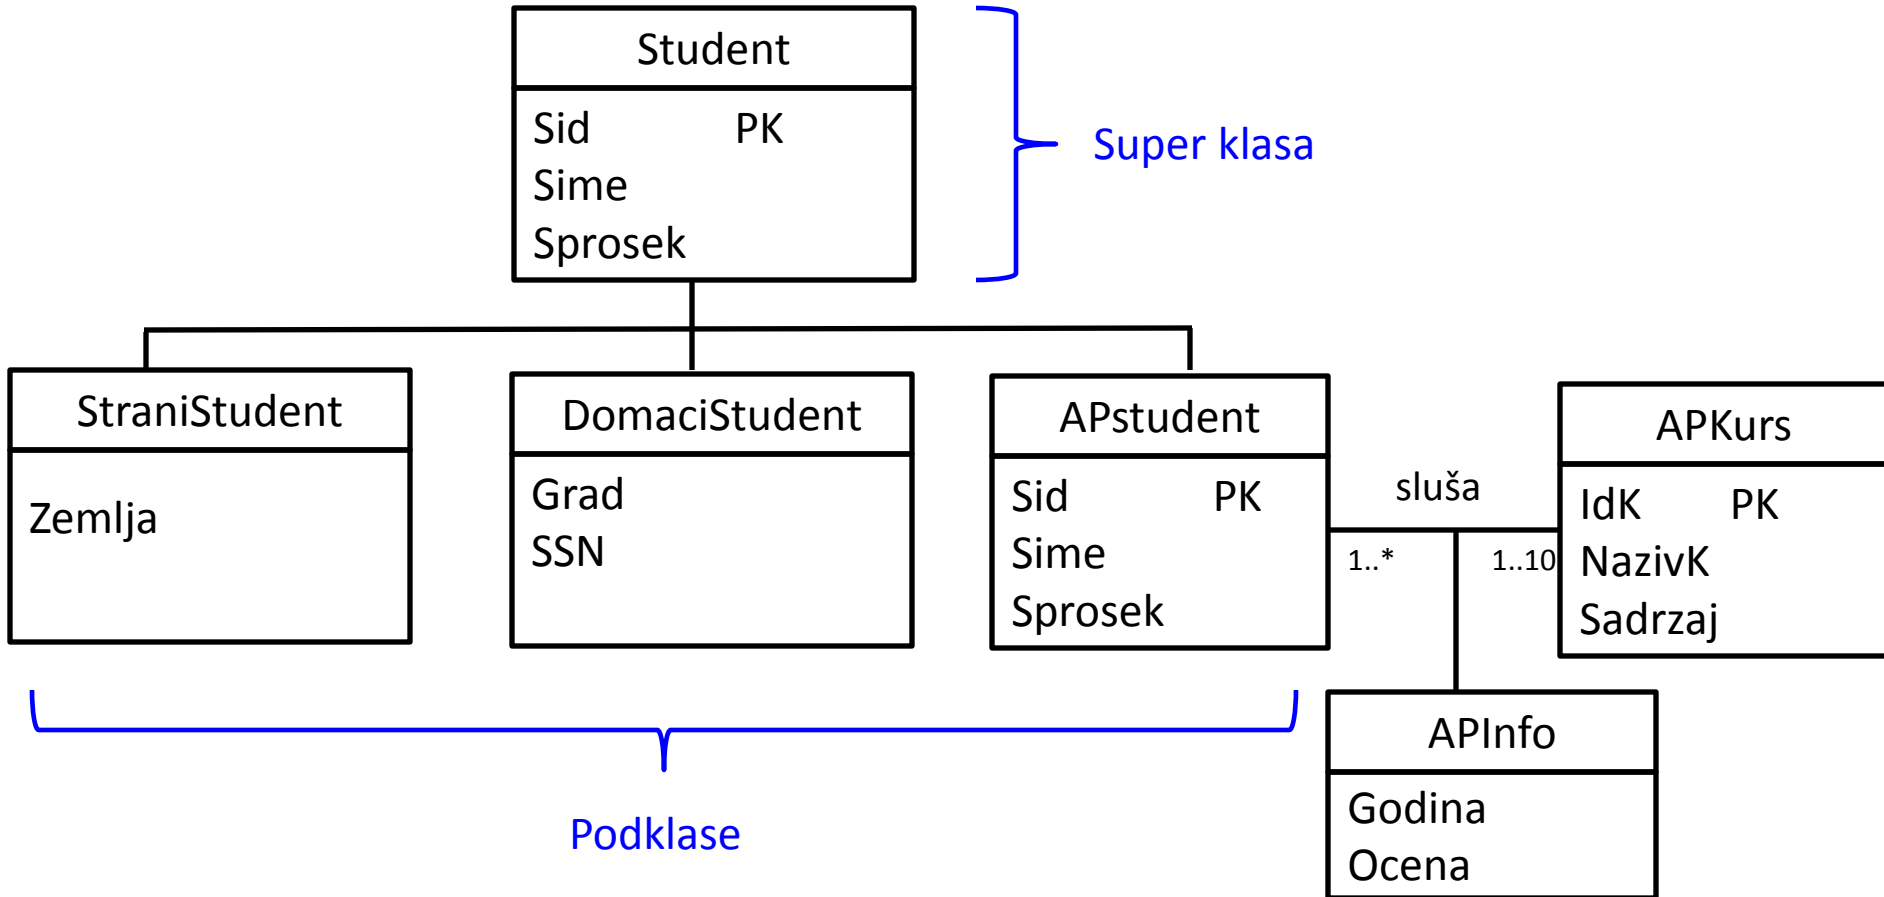 Student
Sid PK
Sime
Sprosek
Super klasa
StraniStudent
Zemlja
DomaciStudent
Grad
SSN
APstudent
Sid PK
Sime
Sprosek
sluša
1..*
1..10
APKurs
IdK PK
NazivK
Sadrzaj
APInfo
Godina
Ocena
Podklase